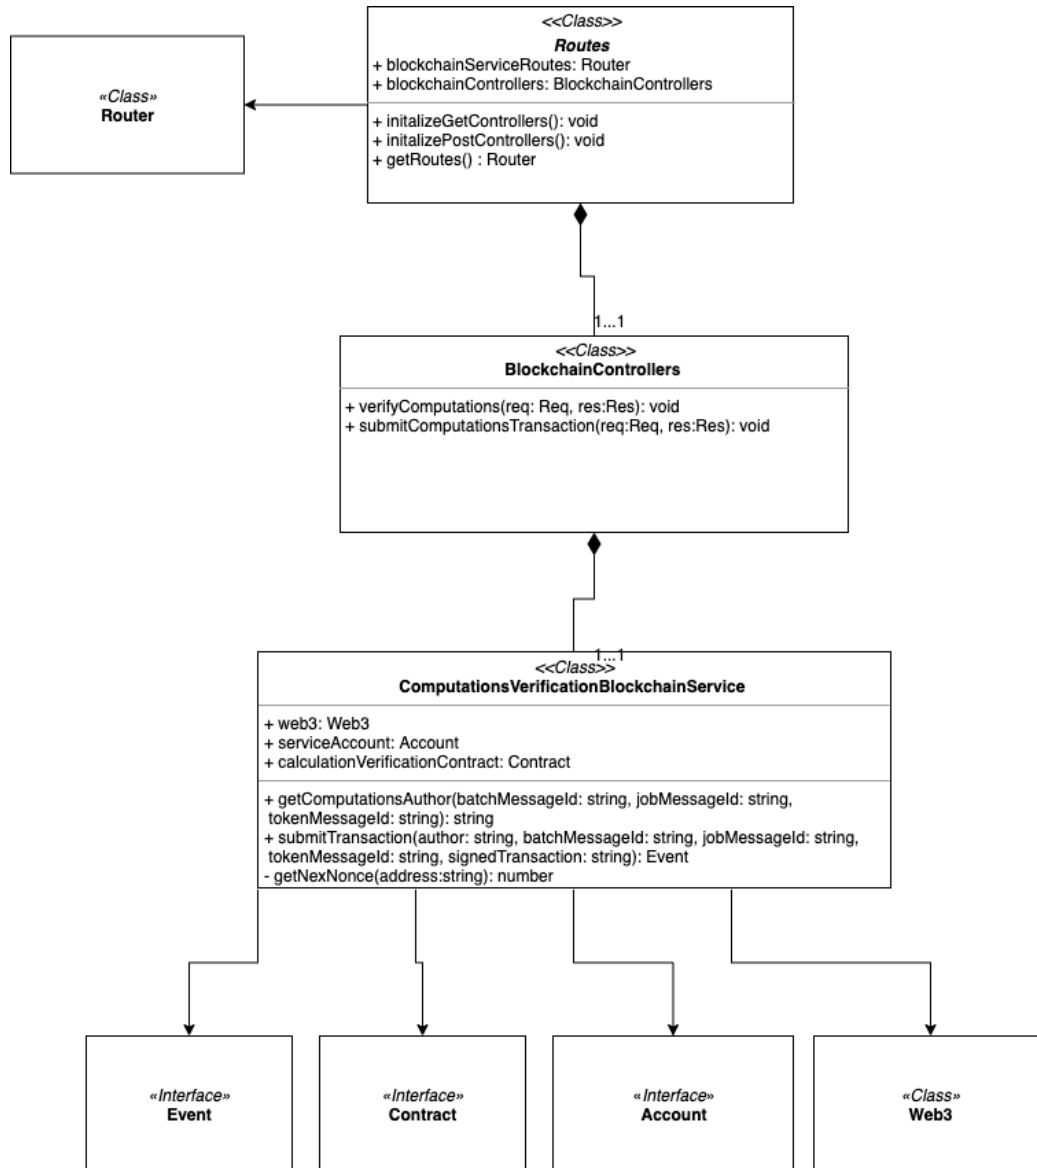 <<Class>>
Routes
+ blockchainServiceRoutes: Router
+ blockchainControllers: BlockchainControllers
+ initalizeGetControllers(): void
+ initalizePostControllers(): void
+ getRoutes() : Router
«Class»
Router
1...1
<<Class>>
BlockchainControllers
+ verifyComputations(req: Req, res:Res): void
+ submitComputationsTransaction(req:Req, res:Res): void
1...1
<<Class>>
ComputationsVerificationBlockchainService
+ web3: Web3
+ serviceAccount: Account
+ calculationVerificationContract: Contract
+ getComputationsAuthor(batchMessageId: string, jobMessageId: string,
tokenMessageId: string): string
+ submitTransaction(author: string, batchMessageId: string, jobMessageId: string,
tokenMessageId: string, signedTransaction: string): Event
- getNexNonce(address:string): number
«Interface»
Event
«Interface»
Contract
«Interface»
Account
«Class»
Web3